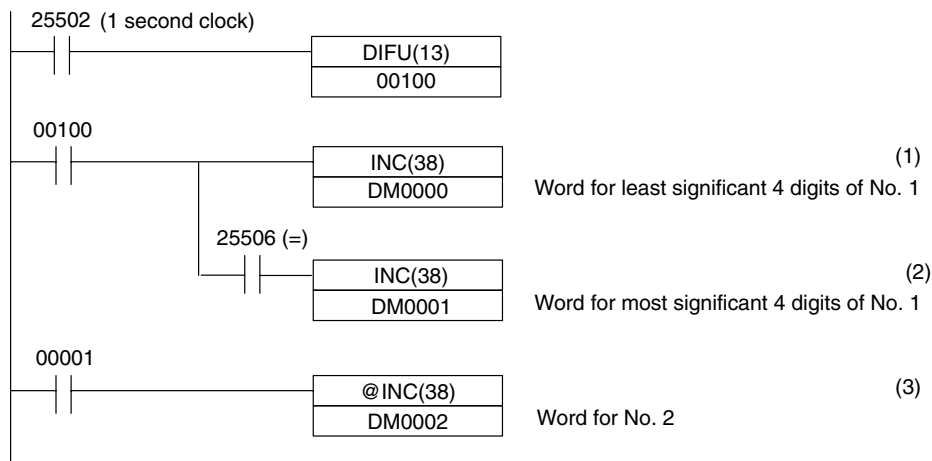 25502 (1 second clock)
DIFU(13)
00100
00100
INC(38)
(1)
DM0000
Word for least significant 4 digits of No. 1
25506 (=)
INC(38)
(2)
DM0001
Word for most significant 4 digits of No. 1
00001
@INC(38)
(3)
DM0002
Word for No. 2